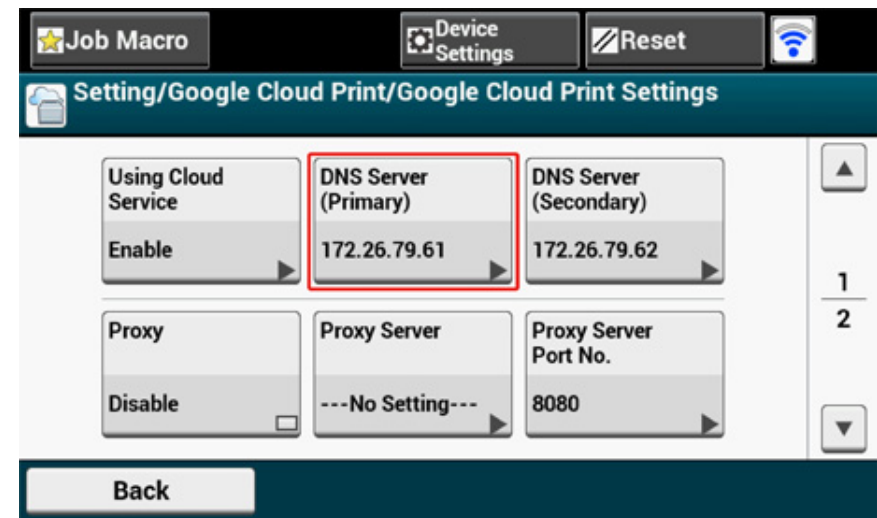 Job Macro
Device
Settings
Reset
Setting/Google Cloud Print/Google Cloud Print Settings
Using Cloud
Service
Enable
DNS Server
(Primary)
172.26.79.61
DNS Server
(Secondary)
172.26.79.62
1
2
Proxy
Disable
Proxy Server
---No Setting---
Proxy Server
Port No.
8080
Back